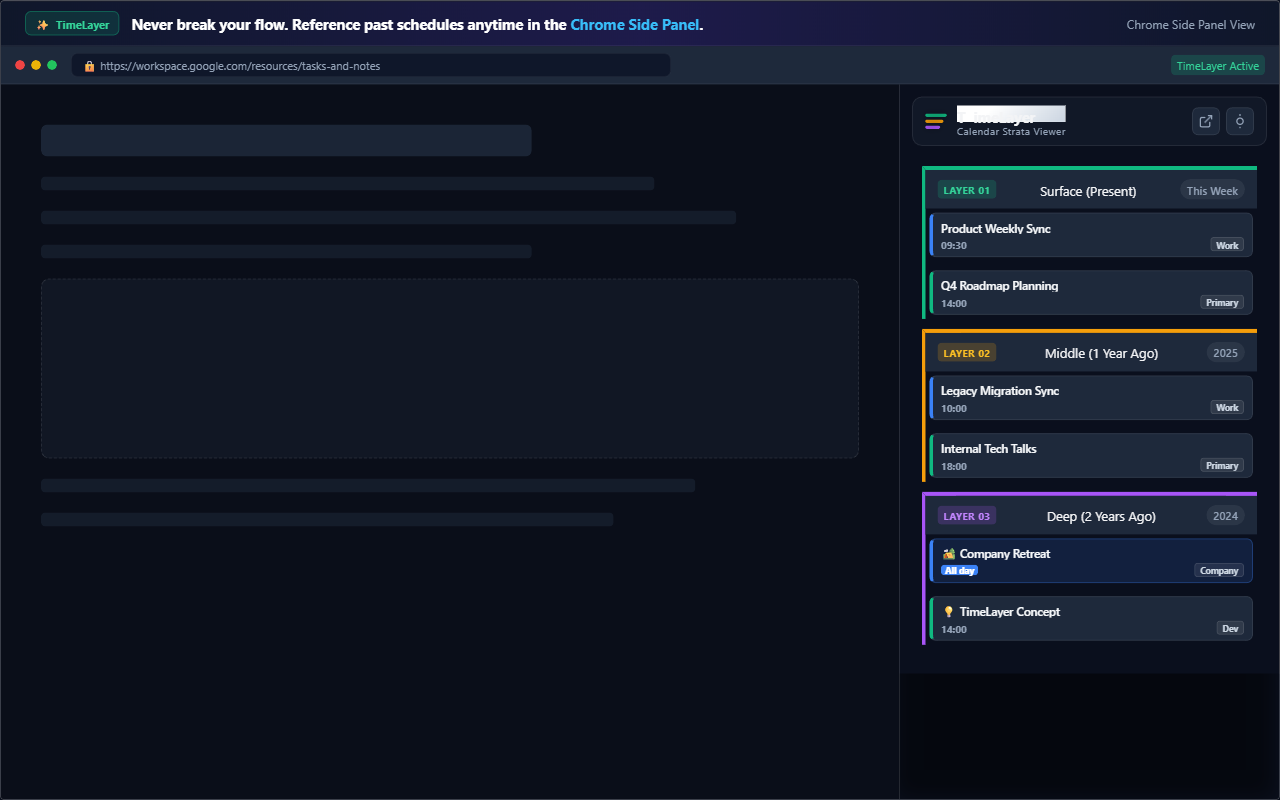 ✨ TimeLayer
Never break your flow. Reference past schedules anytime in the Chrome Side Panel.
Chrome Side Panel View
https://workspace.google.com/resources/tasks-and-notes
TimeLayer Active
Calendar Strata Viewer
LAYER 01 Surface (Present) This Week
Product Weekly Sync
09:30 Work
Q4 Roadmap Planning
14:00 Primary
LAYER 02 Middle (1 Year Ago) 2025
Legacy Migration Sync
10:00 Work
Internal Tech Talks
18:00 Primary
LAYER 03 Deep (2 Years Ago) 2024
🏕️ Company Retreat
All day Company
💡 TimeLayer Concept
14:00 Dev